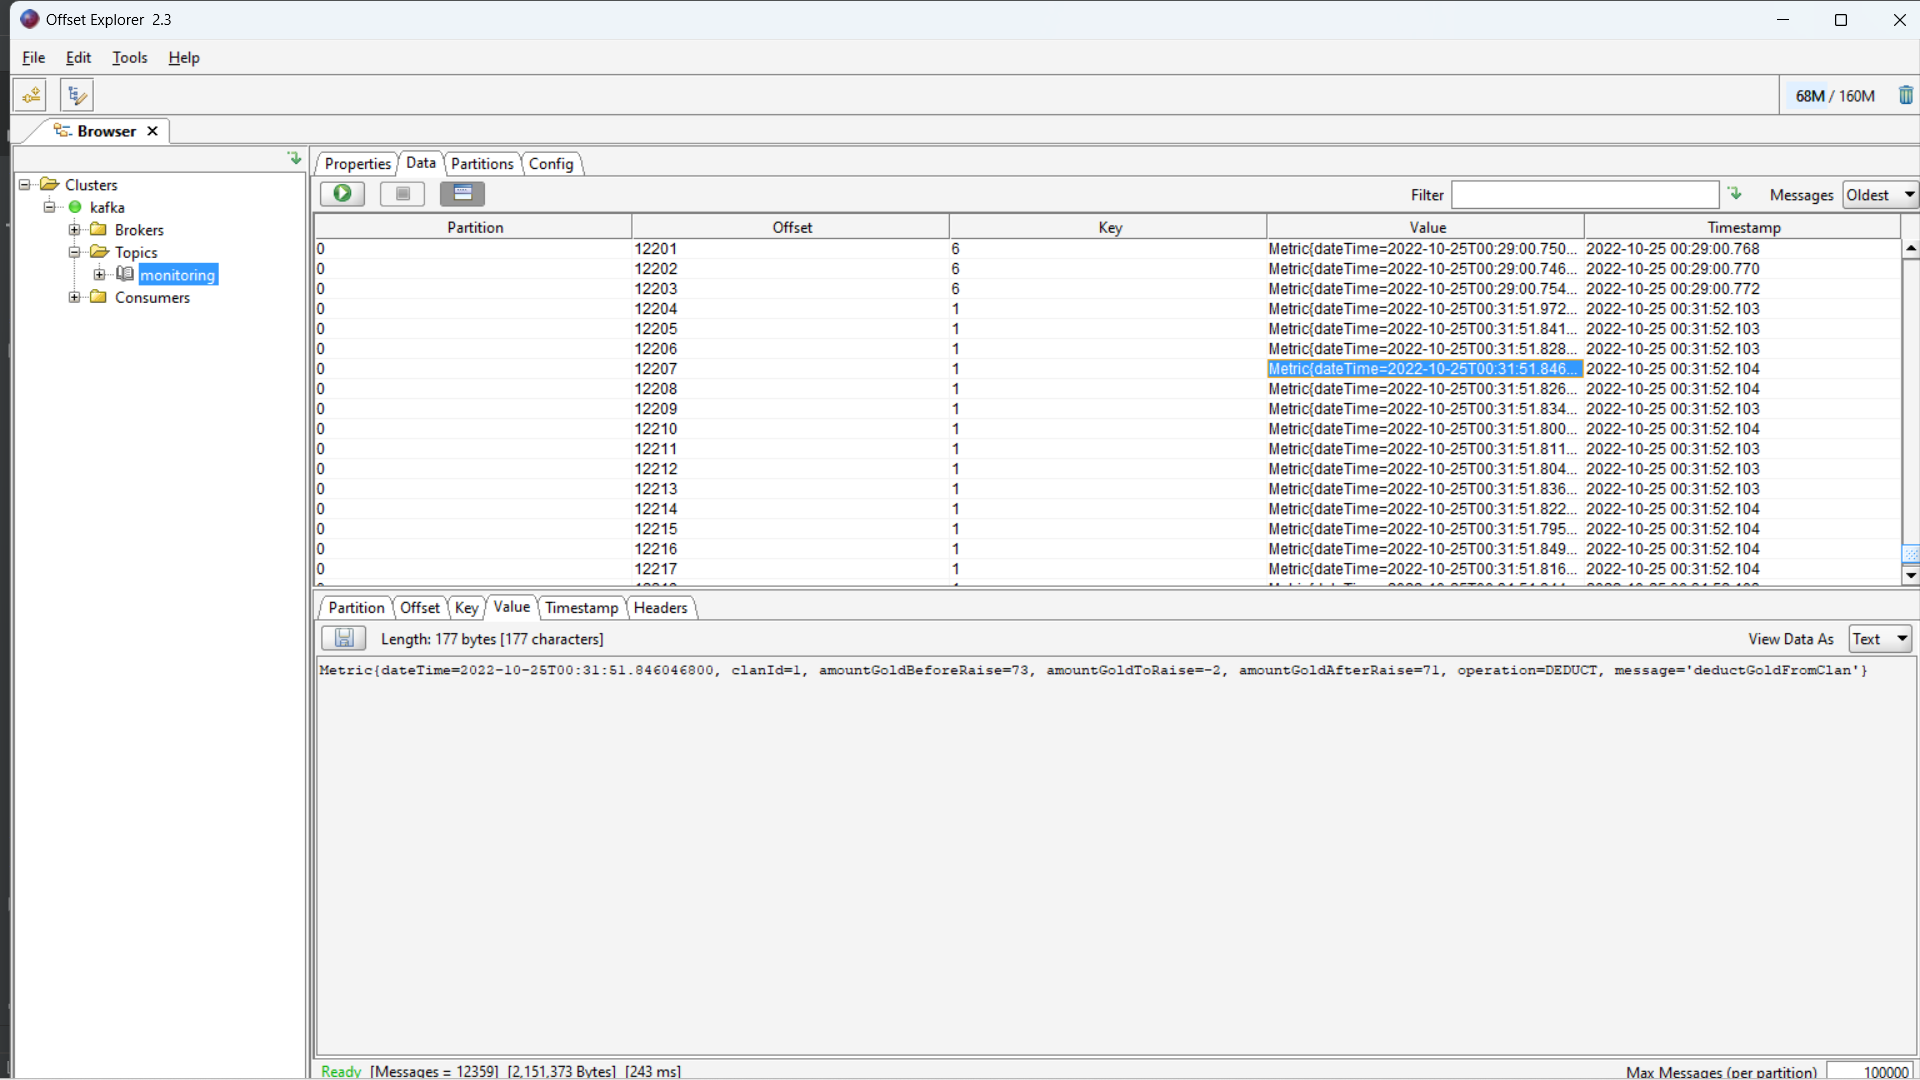 Offset Explorer 2.3
File Edit Tools Help
68M / 160M
Browser
Clusters
kafka
Brokers
Topics
monitoring
Consumers
Properties Data Partitions Config
Filter Messages Oldest
Partition Offset Key Value Timestamp
0 12201 6 Metric{dateTime=2022-10-25T00:29:00.750... 2022-10-25 00:29:00.768
0 12202 6 Metric{dateTime=2022-10-25T00:29:00.746... 2022-10-25 00:29:00.770
0 12203 6 Metric{dateTime=2022-10-25T00:29:00.754... 2022-10-25 00:29:00.772
0 12204 1 Metric{dateTime=2022-10-25T00:31:51.972... 2022-10-25 00:31:52.103
0 12205 1 Metric{dateTime=2022-10-25T00:31:51.841... 2022-10-25 00:31:52.103
0 12206 1 Metric{dateTime=2022-10-25T00:31:51.828... 2022-10-25 00:31:52.103
0 12207 1 Metric{dateTime=2022-10-25T00:31:51.846... 2022-10-25 00:31:52.104
0 12208 1 Metric{dateTime=2022-10-25T00:31:51.826... 2022-10-25 00:31:52.104
0 12209 1 Metric{dateTime=2022-10-25T00:31:51.834... 2022-10-25 00:31:52.103
0 12210 1 Metric{dateTime=2022-10-25T00:31:51.800... 2022-10-25 00:31:52.104
0 12211 1 Metric{dateTime=2022-10-25T00:31:51.811... 2022-10-25 00:31:52.103
0 12212 1 Metric{dateTime=2022-10-25T00:31:51.804... 2022-10-25 00:31:52.103
0 12213 1 Metric{dateTime=2022-10-25T00:31:51.836... 2022-10-25 00:31:52.103
0 12214 1 Metric{dateTime=2022-10-25T00:31:51.822... 2022-10-25 00:31:52.104
0 12215 1 Metric{dateTime=2022-10-25T00:31:51.795... 2022-10-25 00:31:52.104
0 12216 1 Metric{dateTime=2022-10-25T00:31:51.849... 2022-10-25 00:31:52.104
0 12217 1 Metric{dateTime=2022-10-25T00:31:51.816... 2022-10-25 00:31:52.104
Partition Offset Key Value Timestamp Headers
Length: 177 bytes [177 characters] View Data As Text
Metric{dateTime=2022-10-25T00:31:51.846046800, clanId=1, amountGoldBeforeRaise=73, amountGoldToRaise=-2, amountGoldAfterRaise=71, operation=DEDUCT, message='deductGoldFromClan'}
Ready [Messages = 12359] [2,151,373 Bytes] [243 ms] Max Messages (per partition) 100000